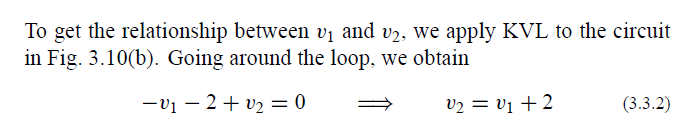 To get the relationship between v₁ and v₂, we apply KVL to the circuit
in Fig. 3.10(b). Going around the loop, we obtain
−v₁ − 2 + v₂ = 0 ⟹ v₂ = v₁ + 2 (3.3.2)